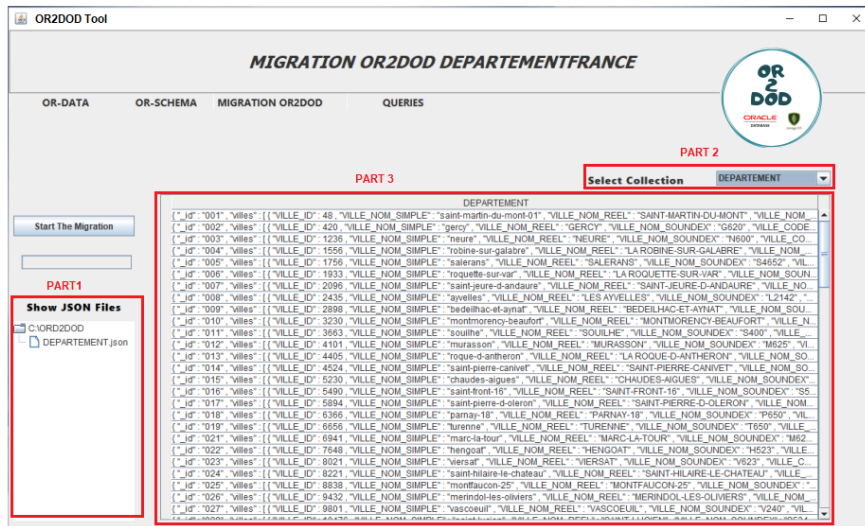 OR2DOD Tool
MIGRATION OR2DOD DEPARTEMENTFRANCE
OR
2
DOD
ORACLE
DATABASE
OR-DATA OR-SCHEMA MIGRATION OR2DOD QUERIES
PART 2
PART 3
Select Collection DEPARTEMENT
DEPARTEMENT
{ "_id" : "001" , "villes" : [ { "VILLE_ID" : 48 , "VILLE_NOM_SIMPLE" : "saint-martin-du-mont-01" , "VILLE_NOM_REEL" : "SAINT-MARTIN-DU-MONT" , "VILLE_NOM_...
{ "_id" : "002" , "villes" : [ { "VILLE_ID" : 420 , "VILLE_NOM_SIMPLE" : "gercy" , "VILLE_NOM_REEL" : "GERCY" , "VILLE_NOM_SOUNDEX" : "G620" , "VILLE_CODE...
{ "_id" : "003" , "villes" : [ { "VILLE_ID" : 1236 , "VILLE_NOM_SIMPLE" : "neure" , "VILLE_NOM_REEL" : "NEURE" , "VILLE_NOM_SOUNDEX" : "N600" , "VILLE_CO...
{ "_id" : "004" , "villes" : [ { "VILLE_ID" : 1556 , "VILLE_NOM_SIMPLE" : "robine-sur-galabre" , "VILLE_NOM_REEL" : "LA ROBINE-SUR-GALABRE" , "VILLE_NOM_...
{ "_id" : "005" , "villes" : [ { "VILLE_ID" : 1756 , "VILLE_NOM_SIMPLE" : "salerans" , "VILLE_NOM_REEL" : "SALERANS" , "VILLE_NOM_SOUNDEX" : "S4652" , "VIL...
{ "_id" : "006" , "villes" : [ { "VILLE_ID" : 1933 , "VILLE_NOM_SIMPLE" : "roquette-sur-var" , "VILLE_NOM_REEL" : "LA ROQUETTE-SUR-VAR" , "VILLE_NOM_SOUN...
{ "_id" : "007" , "villes" : [ { "VILLE_ID" : 2096 , "VILLE_NOM_SIMPLE" : "saint-jeure-d-andaure" , "VILLE_NOM_REEL" : "SAINT-JEURE-D-ANDAURE" , "VILLE_NO...
{ "_id" : "008" , "villes" : [ { "VILLE_ID" : 2435 , "VILLE_NOM_SIMPLE" : "ayvelles" , "VILLE_NOM_REEL" : "LES AYVELLES" , "VILLE_NOM_SOUNDEX" : "L2142" , "...
{ "_id" : "009" , "villes" : [ { "VILLE_ID" : 2898 , "VILLE_NOM_SIMPLE" : "bedeilhac-et-aynat" , "VILLE_NOM_REEL" : "BEDEILHAC-ET-AYNAT" , "VILLE_NOM_SOU...
{ "_id" : "010" , "villes" : [ { "VILLE_ID" : 3230 , "VILLE_NOM_SIMPLE" : "montmorency-beaufort" , "VILLE_NOM_REEL" : "MONTMORENCY-BEAUFORT" , "VILLE_N...
{ "_id" : "011" , "villes" : [ { "VILLE_ID" : 3663 , "VILLE_NOM_SIMPLE" : "souilhe" , "VILLE_NOM_REEL" : "SOUILHE" , "VILLE_NOM_SOUNDEX" : "S400" , "VILLE_...
{ "_id" : "012" , "villes" : [ { "VILLE_ID" : 4101 , "VILLE_NOM_SIMPLE" : "murasson" , "VILLE_NOM_REEL" : "MURASSON" , "VILLE_NOM_SOUNDEX" : "M625" , "VI...
{ "_id" : "013" , "villes" : [ { "VILLE_ID" : 4405 , "VILLE_NOM_SIMPLE" : "roque-d-antheron" , "VILLE_NOM_REEL" : "LA ROQUE-D-ANTHERON" , "VILLE_NOM_SO...
{ "_id" : "014" , "villes" : [ { "VILLE_ID" : 4524 , "VILLE_NOM_SIMPLE" : "saint-pierre-canivet" , "VILLE_NOM_REEL" : "SAINT-PIERRE-CANIVET" , "VILLE_NOM_...
{ "_id" : "015" , "villes" : [ { "VILLE_ID" : 5230 , "VILLE_NOM_SIMPLE" : "chaudes-aigues" , "VILLE_NOM_REEL" : "CHAUDES-AIGUES" , "VILLE_NOM_SOUNDEX"...
{ "_id" : "016" , "villes" : [ { "VILLE_ID" : 5490 , "VILLE_NOM_SIMPLE" : "saint-front-16" , "VILLE_NOM_REEL" : "SAINT-FRONT-16" , "VILLE_NOM_SOUNDEX" : "S5...
{ "_id" : "017" , "villes" : [ { "VILLE_ID" : 5894 , "VILLE_NOM_SIMPLE" : "saint-pierre-d-oleron" , "VILLE_NOM_REEL" : "SAINT-PIERRE-D-OLERON" , "VILLE_NOM...
{ "_id" : "018" , "villes" : [ { "VILLE_ID" : 6366 , "VILLE_NOM_SIMPLE" : "parnay-18" , "VILLE_NOM_REEL" : "PARNAY-18" , "VILLE_NOM_SOUNDEX" : "P650" , "VIL...
{ "_id" : "019" , "villes" : [ { "VILLE_ID" : 6656 , "VILLE_NOM_SIMPLE" : "turenne" , "VILLE_NOM_REEL" : "TURENNE" , "VILLE_NOM_SOUNDEX" : "T650" , "VILLE_...
{ "_id" : "021" , "villes" : [ { "VILLE_ID" : 6941 , "VILLE_NOM_SIMPLE" : "marc-la-tour" , "VILLE_NOM_REEL" : "MARC-LA-TOUR" , "VILLE_NOM_SOUNDEX" : "M62...
{ "_id" : "022" , "villes" : [ { "VILLE_ID" : 7648 , "VILLE_NOM_SIMPLE" : "hengoat" , "VILLE_NOM_REEL" : "HENGOAT" , "VILLE_NOM_SOUNDEX" : "H523" , "VILLE...
{ "_id" : "023" , "villes" : [ { "VILLE_ID" : 8021 , "VILLE_NOM_SIMPLE" : "viersat" , "VILLE_NOM_REEL" : "VIERSAT" , "VILLE_NOM_SOUNDEX" : "V623" , "VILLE_C...
{ "_id" : "024" , "villes" : [ { "VILLE_ID" : 8221 , "VILLE_NOM_SIMPLE" : "saint-hilaire-le-chateau" , "VILLE_NOM_REEL" : "SAINT-HILAIRE-LE-CHATEAU" , "VILLE_...
{ "_id" : "025" , "villes" : [ { "VILLE_ID" : 8838 , "VILLE_NOM_SIMPLE" : "montfaucon-25" , "VILLE_NOM_REEL" : "MONTFAUCON-25" , "VILLE_NOM_SOUNDEX" : "...
{ "_id" : "026" , "villes" : [ { "VILLE_ID" : 9432 , "VILLE_NOM_SIMPLE" : "merindol-les-oliviers" , "VILLE_NOM_REEL" : "MERINDOL-LES-OLIVIERS" , "VILLE_NOM_...
{ "_id" : "027" , "villes" : [ { "VILLE_ID" : 9801 , "VILLE_NOM_SIMPLE" : "vascoeuil" , "VILLE_NOM_REEL" : "VASCOEUIL" , "VILLE_NOM_SOUNDEX" : "V240" , "VIL...
Start The Migration
PART1
Show JSON Files
C:\ORD2DOD
DEPARTEMENT.json